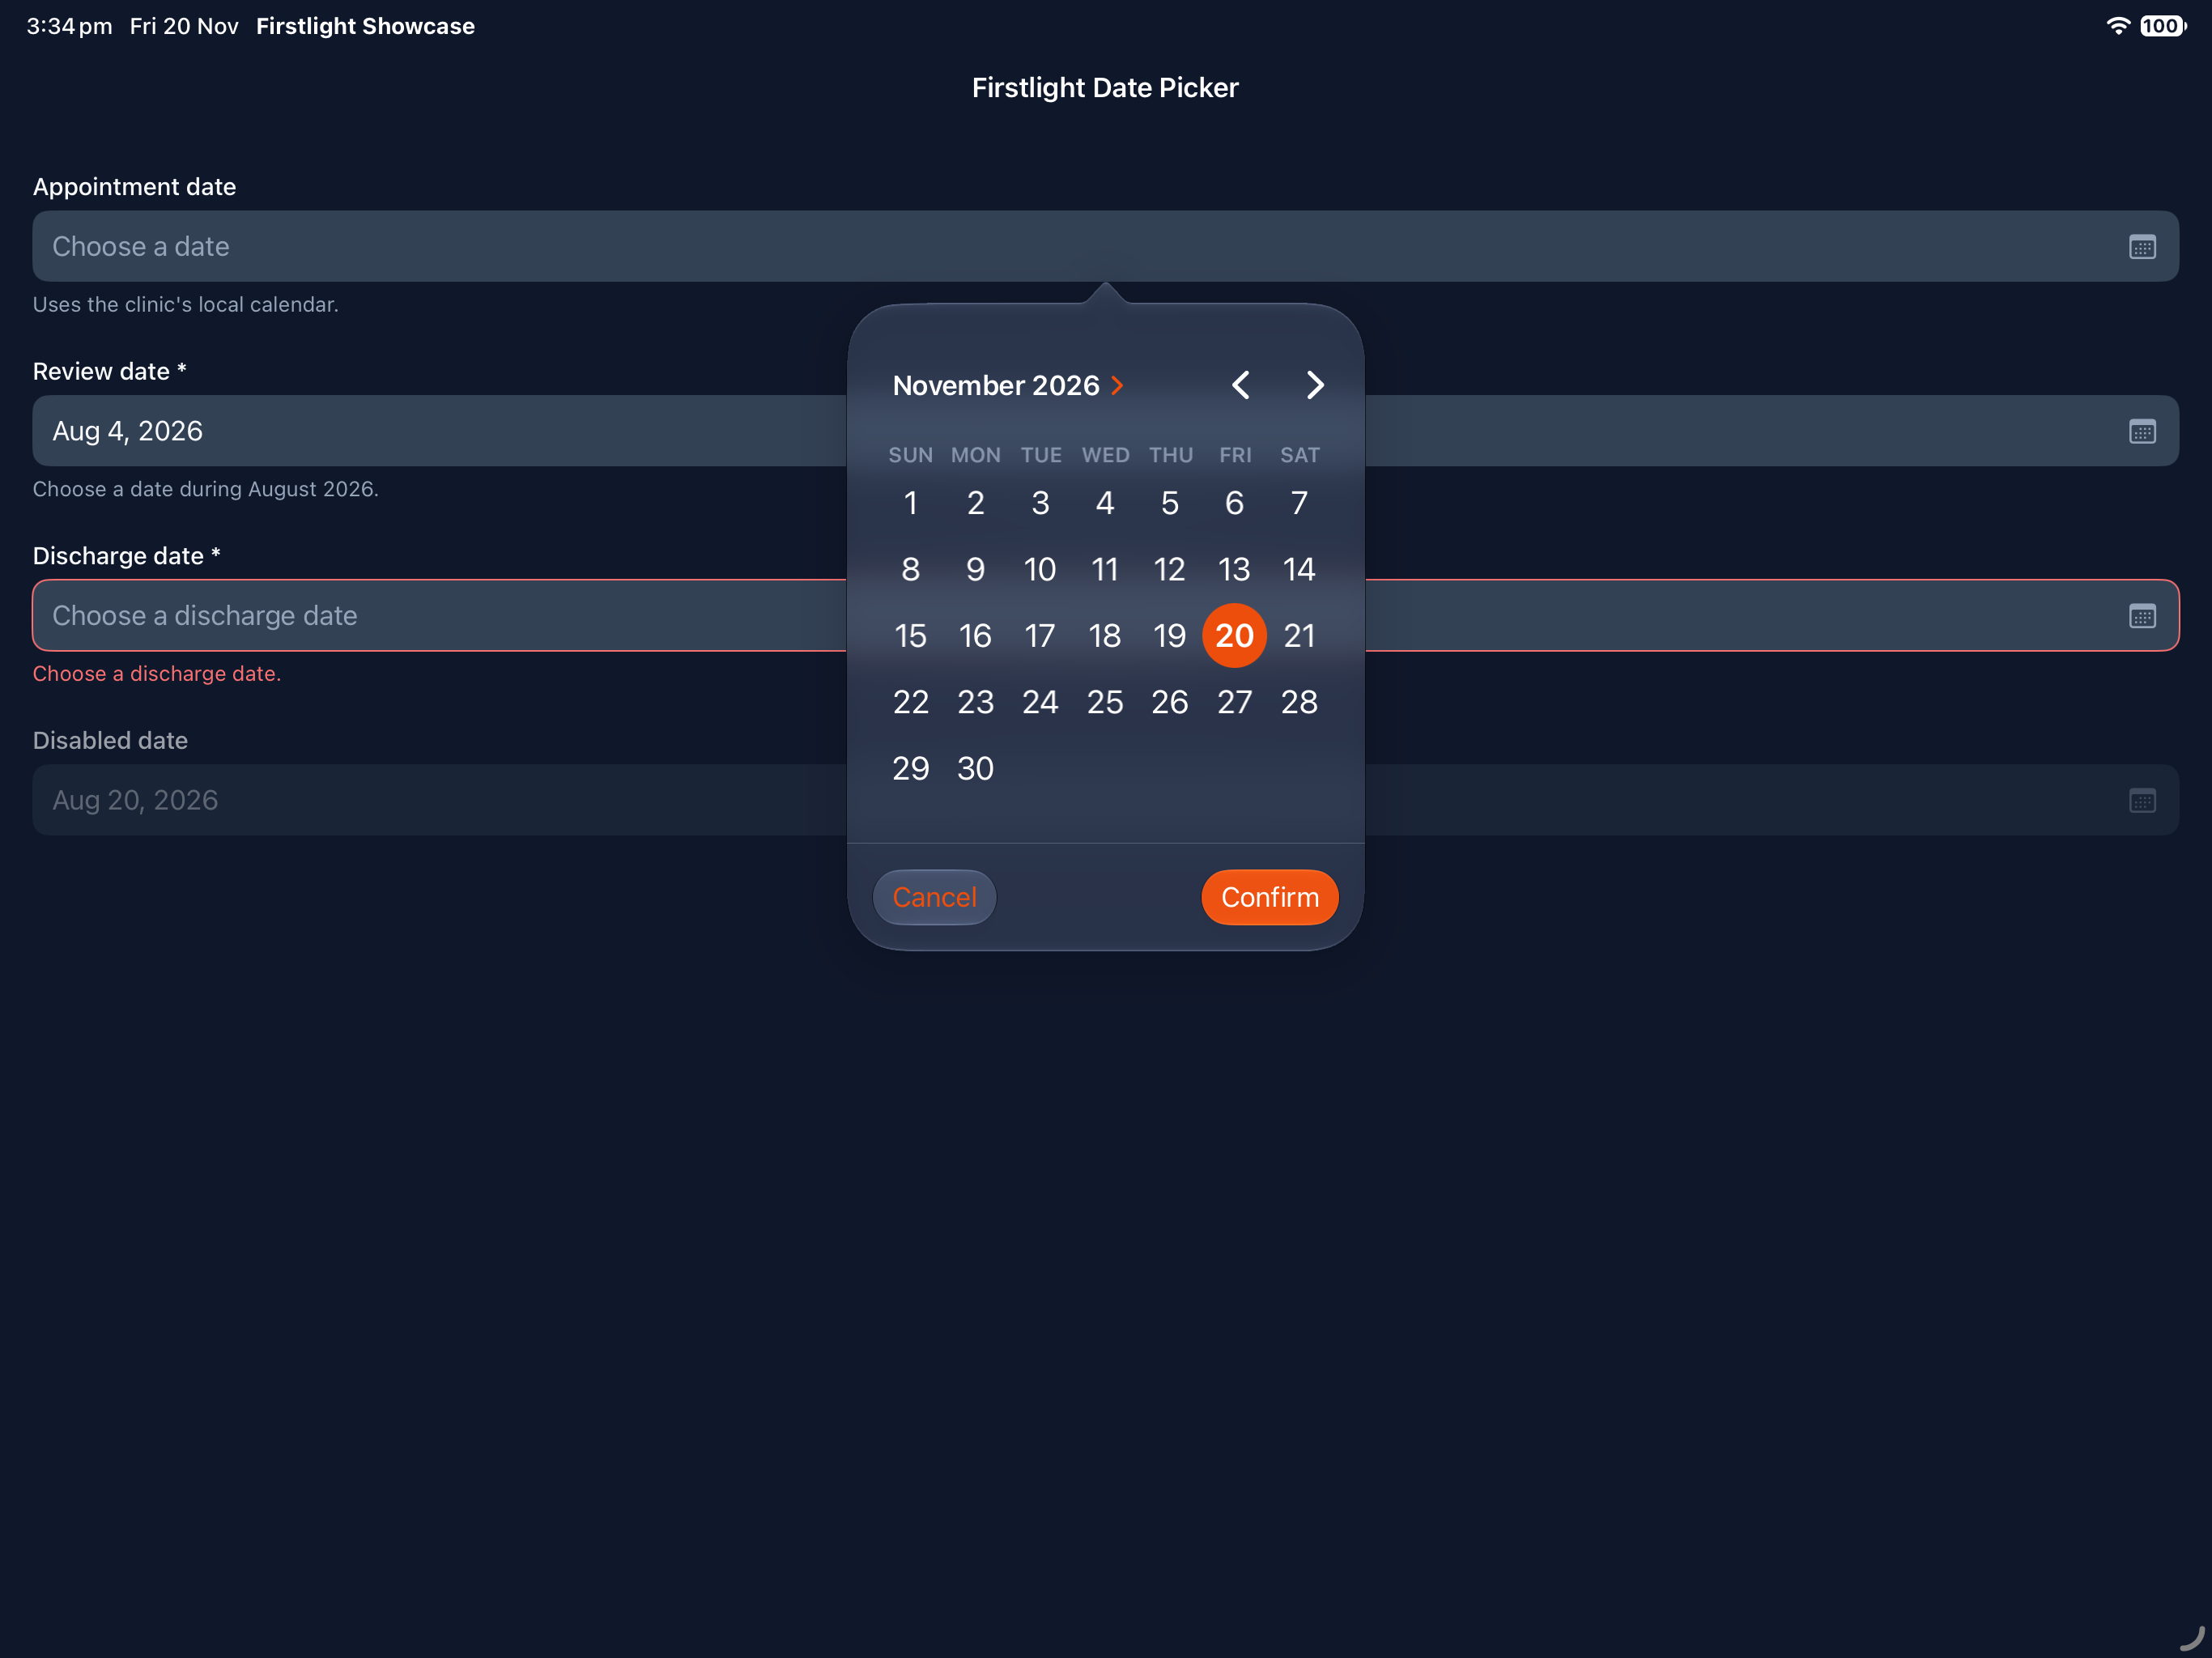 3:34 pm Fri 20 Nov Firstlight Showcase 100
Firstlight Date Picker
Appointment date
Choose a date
Uses the clinic's local calendar.
Review date *
Aug 4, 2026
Choose a date during August 2026.
Discharge date *
Choose a discharge date
Choose a discharge date.
Disabled date
Aug 20, 2026
November 2026
SUN MON TUE WED THU FRI SAT
1 2 3 4 5 6 7
8 9 10 11 12 13 14
15 16 17 18 19 20 21
22 23 24 25 26 27 28
29 30
Cancel Confirm